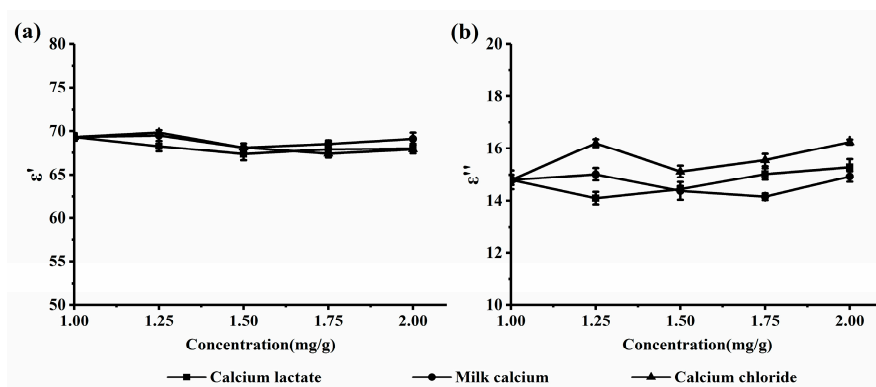 (a)
80
75
70
65
60
55
50
ε'
1.00
1.25
1.50
1.75
2.00
Concentration(mg/g)
(b)
20
18
16
14
12
10
ε''
1.00
1.25
1.50
1.75
2.00
Concentration(mg/g)
Calcium lactate
Milk calcium
Calcium chloride